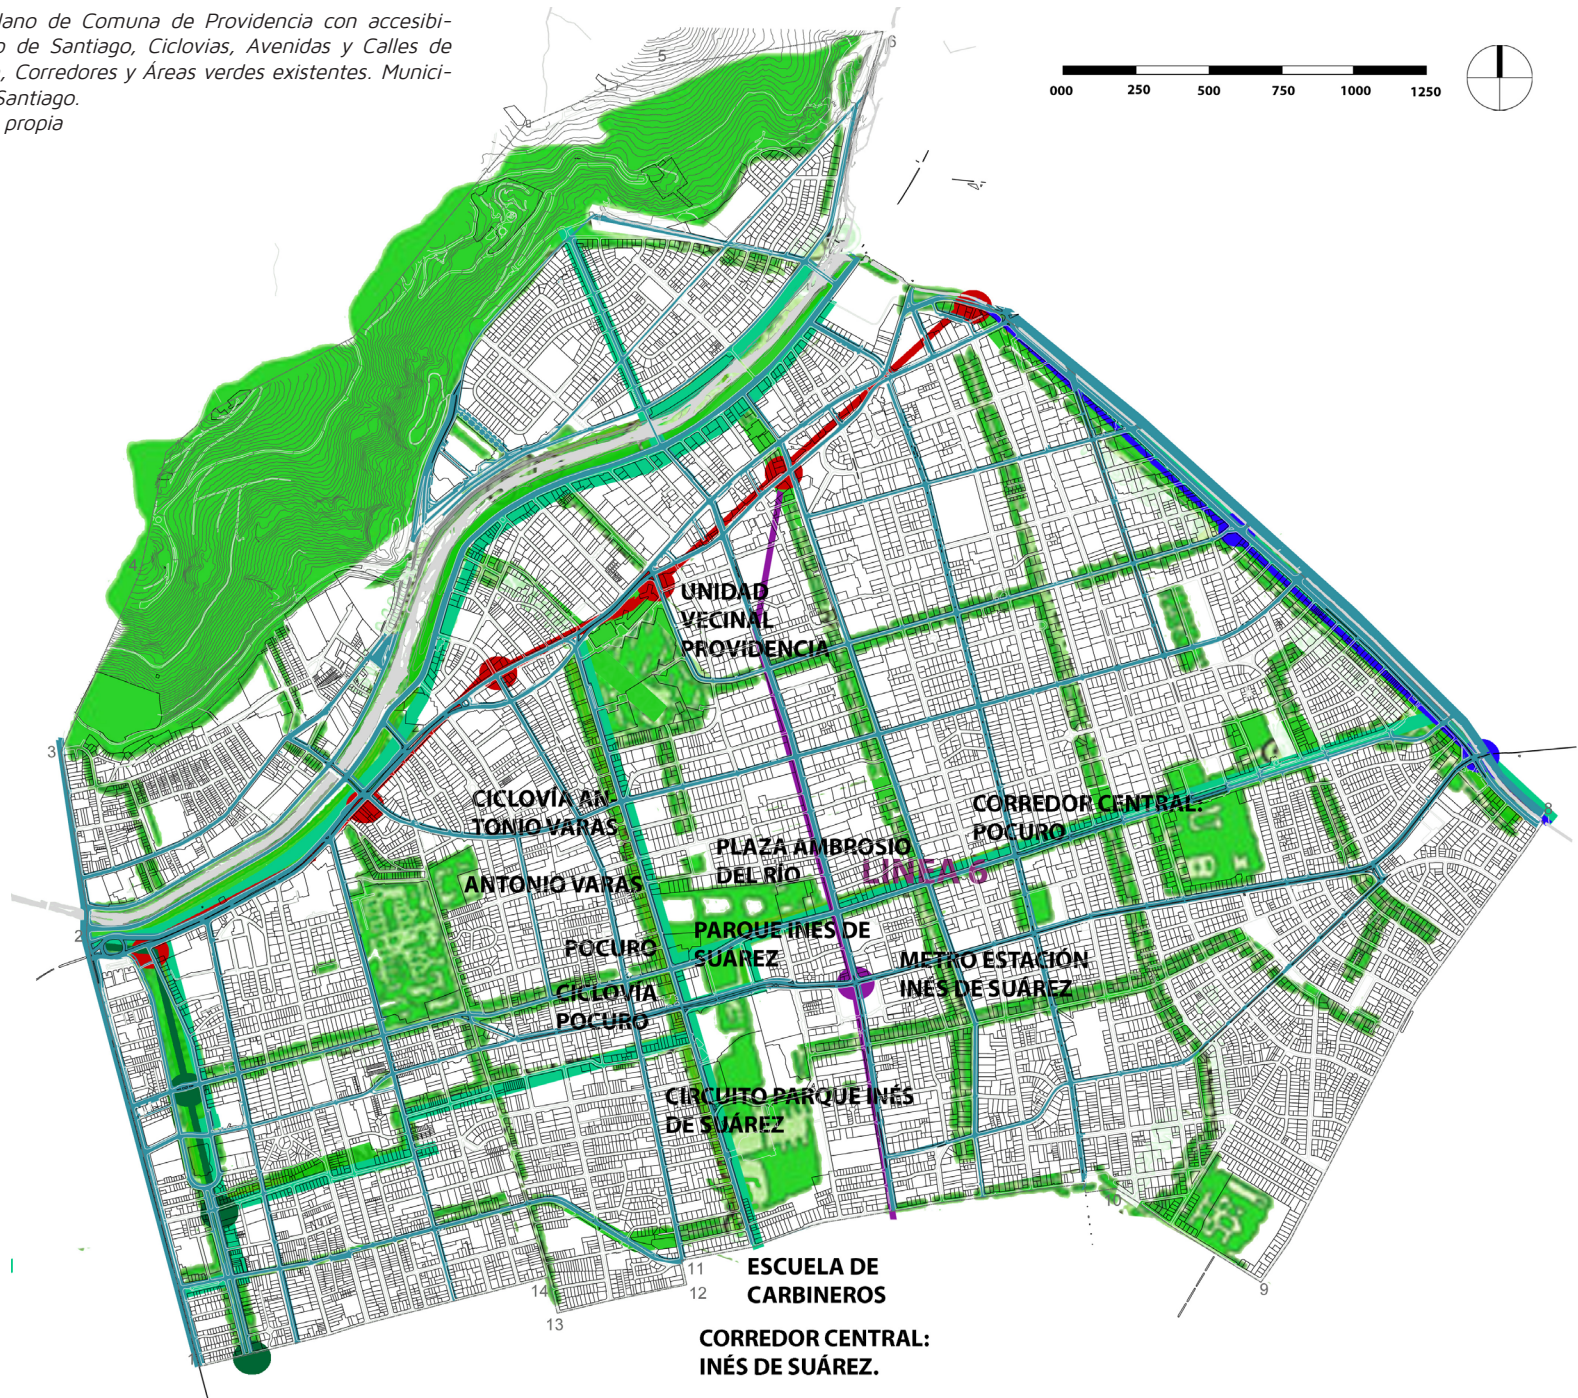 lano de Comuna de Providencia con accesibi-
o de Santiago, Ciclovias, Avenidas y Calles de
, Corredores y Áreas verdes existentes. Munici-
Santiago.
propia
000 250 500 750 1000 1250
5
6
4
3
2
8
UNIDAD
VECINAL
PROVIDENCIA
CICLOVÍA AN-
TONIO VARAS
CORREDOR CENTRAL:
POCURO
PLAZA AMBROSIO
DEL RÍO
LINEA 6
ANTONIO VARAS
PARQUE INES DE
SUÁREZ
POCURO
METRO ESTACIÓN
INÉS DE SUÁREZ
CICLOVÍA
POCURO
CIRCUITO PARQUE INÉS
DE SUÁREZ
10
11
12
14
13
9
1
ESCUELA DE
CARBINEROS
CORREDOR CENTRAL:
INÉS DE SUÁREZ.